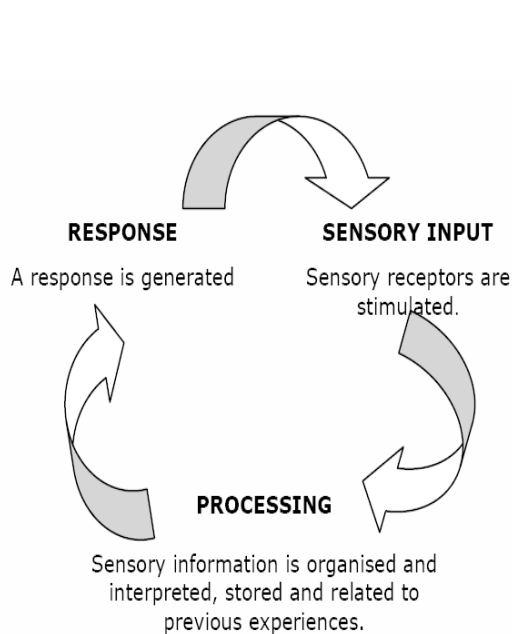 RESPONSE
A response is generated
SENSORY INPUT
Sensory receptors are
stimulated.
PROCESSING
Sensory information is organised and
interpreted, stored and related to
previous experiences.